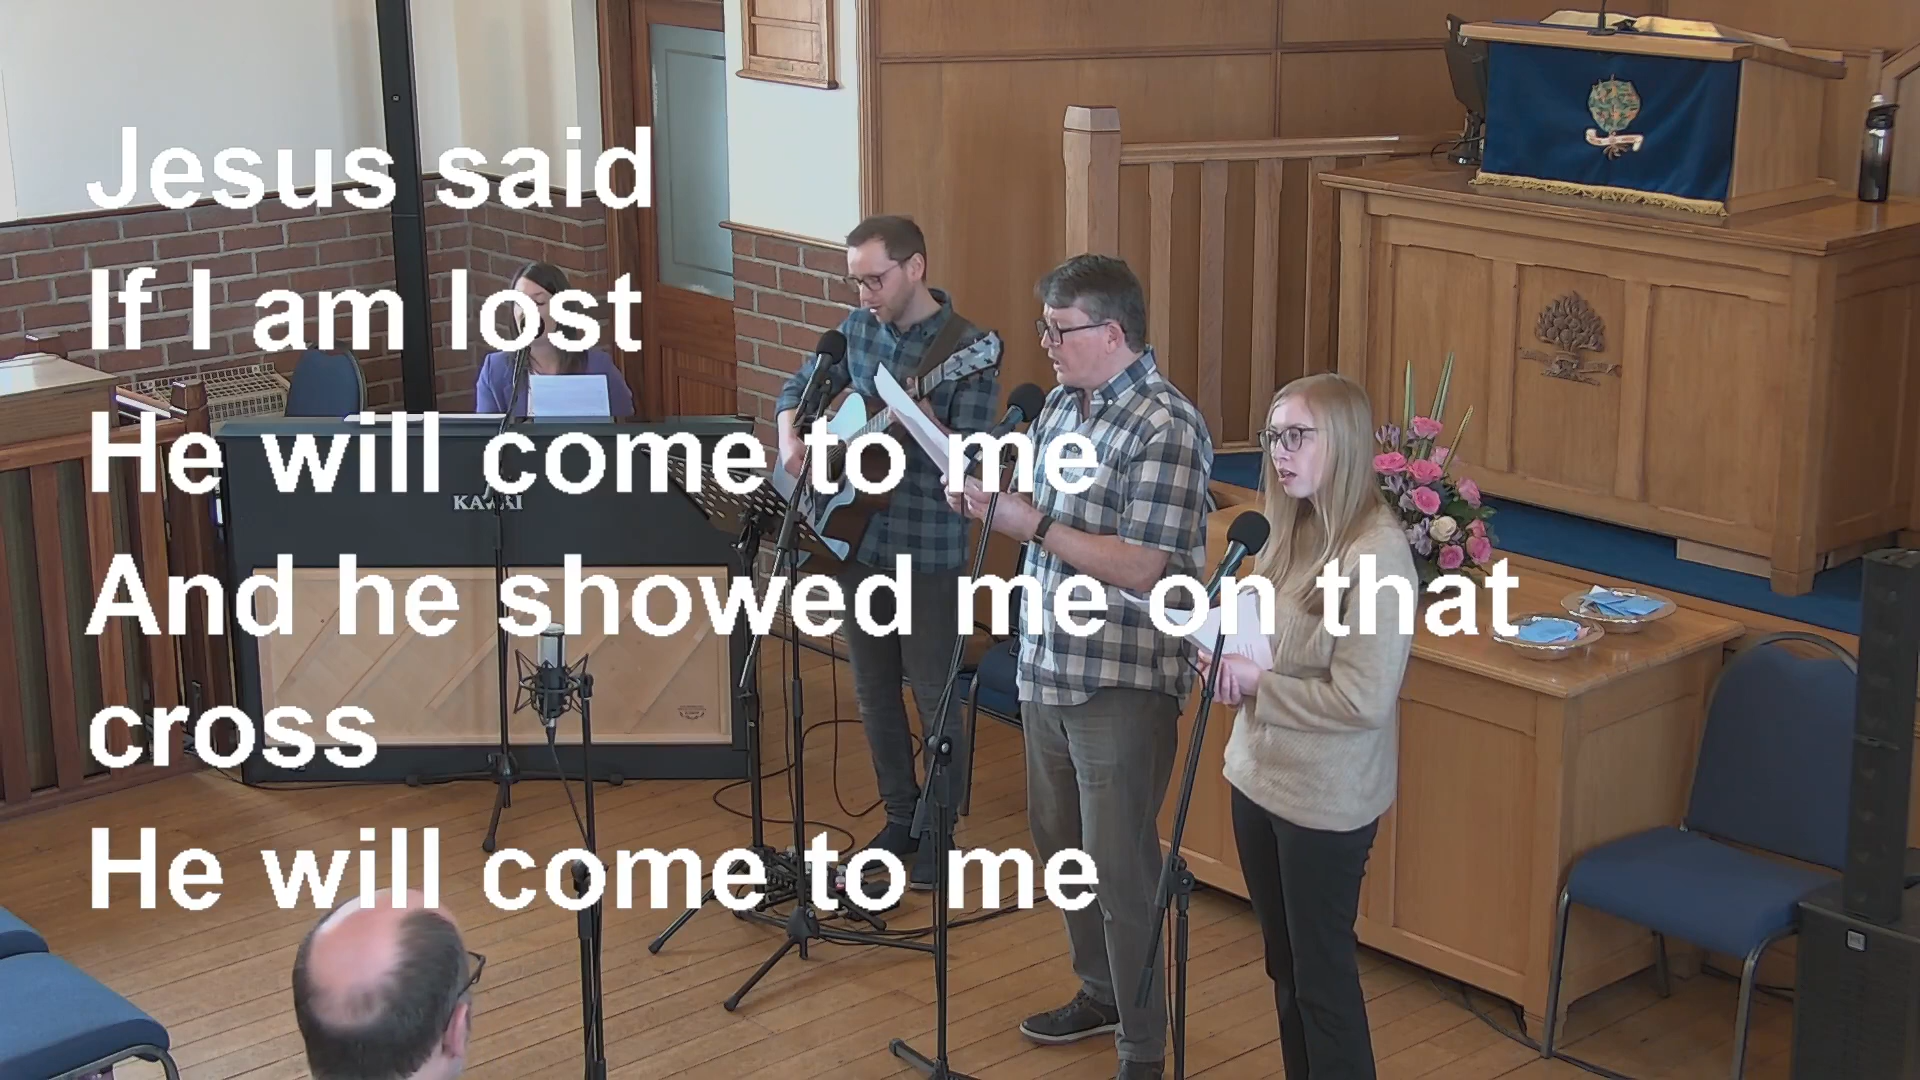 Jesus said
If I am lost
He will come to me
KAWAI
And he showed me on that
cross
He will come to me